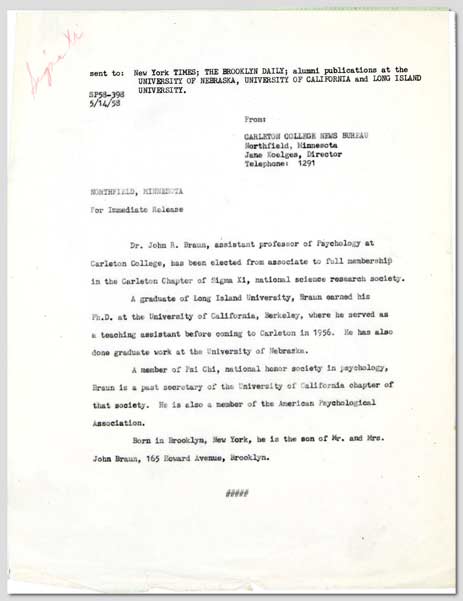 Sigma Xi
sent to: New York TIMES; THE BROOKLYN DAILY; alumni publications at the
UNIVERSITY OF NEBRASKA, UNIVERSITY OF CALIFORNIA and LONG ISLAND
UNIVERSITY.
SP58-398
5/14/58
From:
CARLETON COLLEGE NEWS BUREAU
Northfield, Minnesota
Jane Koelges, Director
Telephone: 1291
NORTHFIELD, MINNESOTA
For Immediate Release
Dr. John R. Braun, assistant professor of Psychology at
Carleton College, has been elected from associate to full membership
in the Carleton Chapter of Sigma Xi, national science research society.
A graduate of Long Island University, Braun earned his
Ph.D. at the University of California, Berkeley, where he served as
a teaching assistant before coming to Carleton in 1956. He has also
done graduate work at the University of Nebraska.
A member of Psi Chi, national honor society in psychology,
Braun is a past secretary of the University of California chapter of
that society. He is also a member of the American Psychological
Association.
Born in Brooklyn, New York, he is the son of Mr. and Mrs.
John Braun, 165 Howard Avenue, Brooklyn.
#####